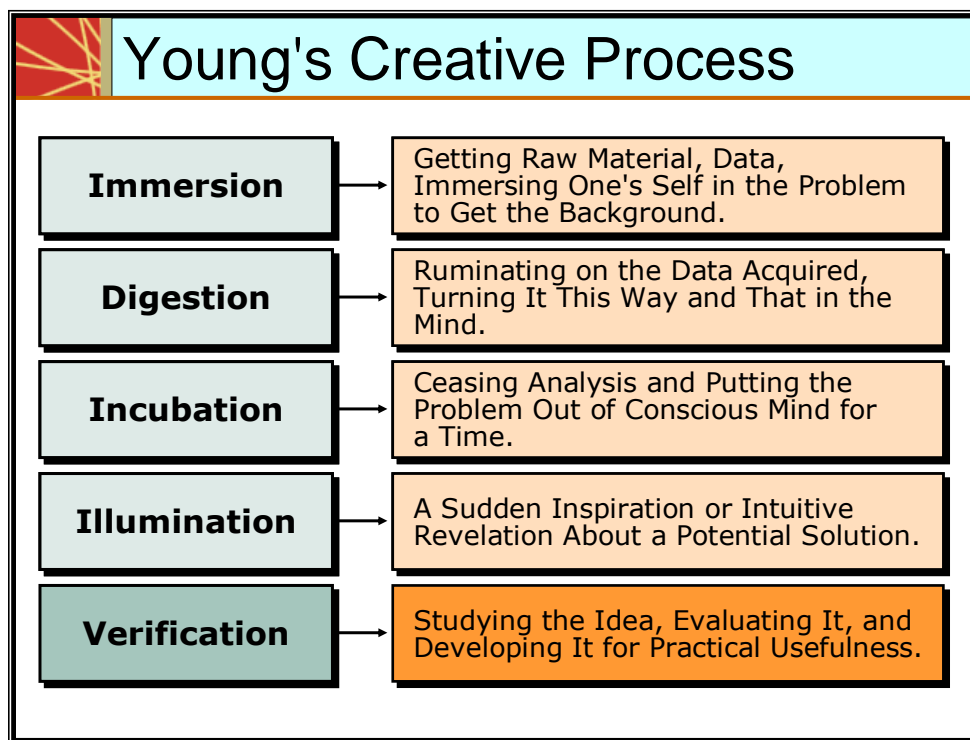 Young's Creative Process
Immersion
Getting Raw Material, Data,
Immersing One's Self in the Problem
to Get the Background.
Digestion
Ruminating on the Data Acquired,
Turning It This Way and That in the
Mind.
Incubation
Ceasing Analysis and Putting the
Problem Out of Conscious Mind for
a Time.
Illumination
A Sudden Inspiration or Intuitive
Revelation About a Potential Solution.
Verification
Studying the Idea, Evaluating It, and
Developing It for Practical Usefulness.